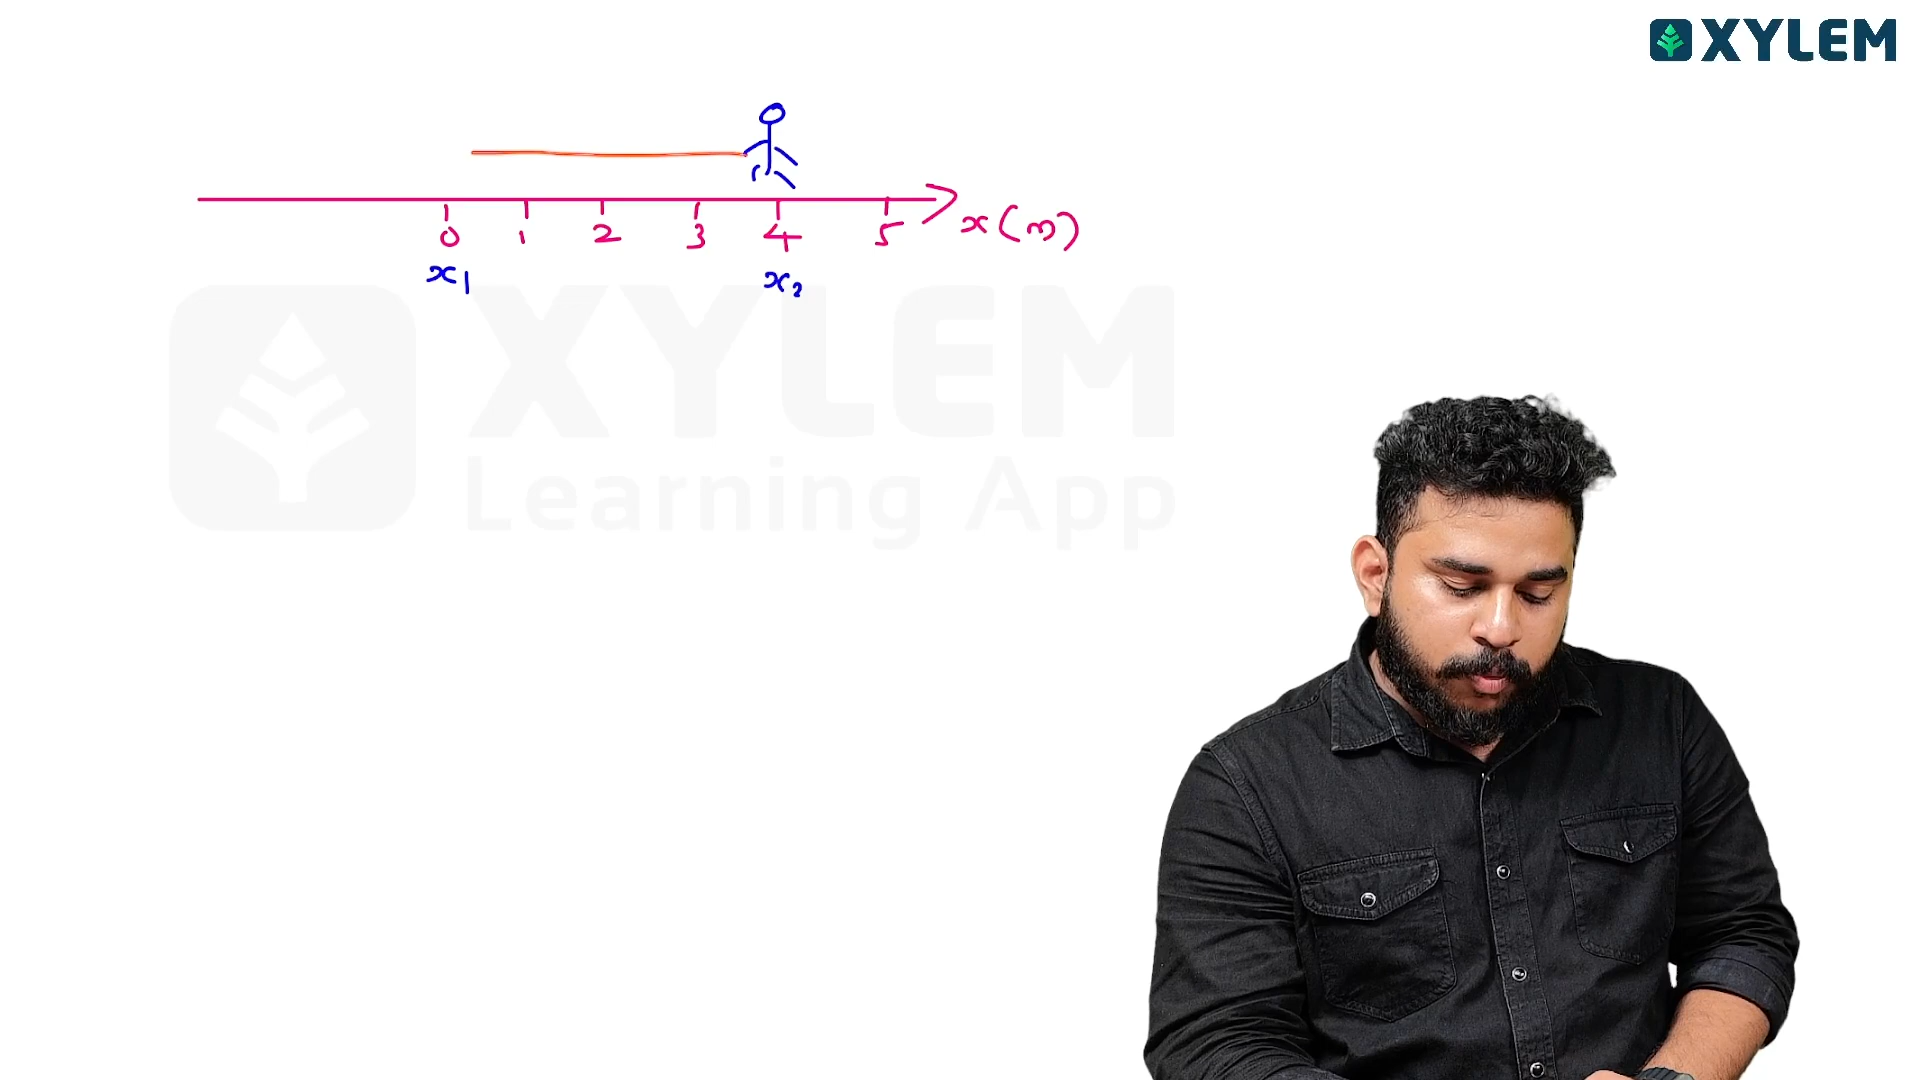 XYLEM
0 1 2 3 4 5 x(m)
x₁ x₂
XYLEM
Learning App